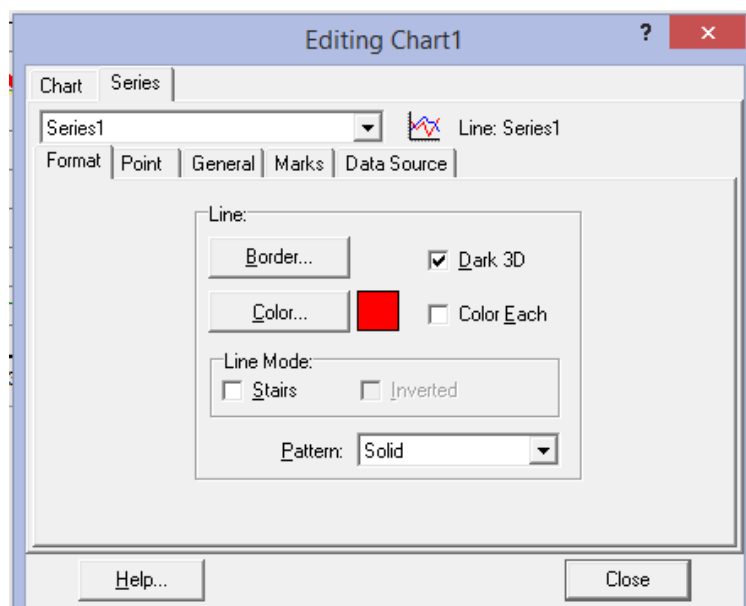 Editing Chart1 ?
Chart Series
Series1 Line: Series1
Format Point General Marks Data Source
Line:
Border... Dark 3D
Color... Color Each
Line Mode:
Stairs Inverted
Pattern: Solid
Help... Close